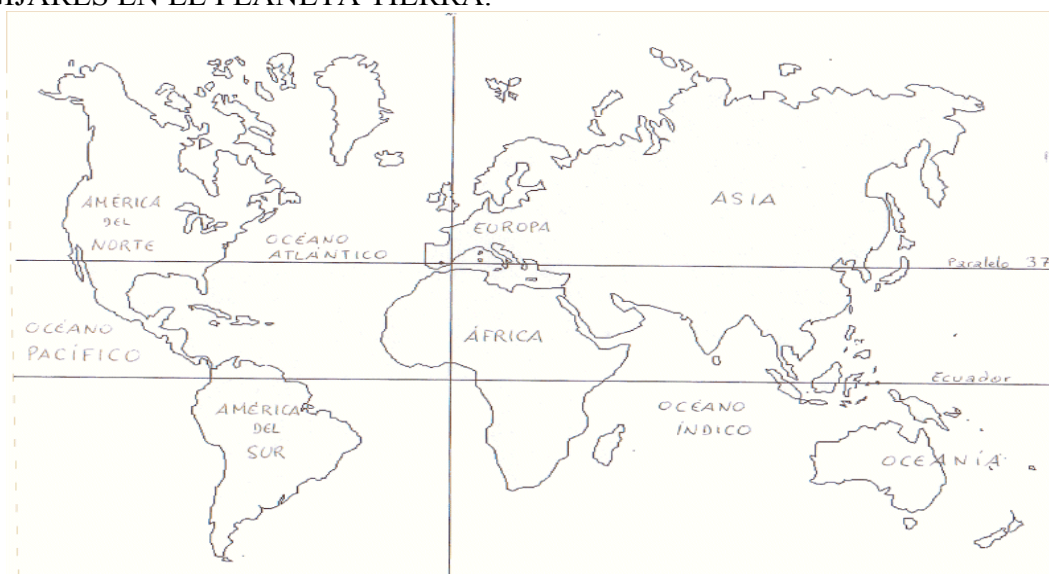 EN EL PLANETA TIERRA.
AMÉRICA
DEL
NORTE
OCÉANO
ATLÁNTICO
EUROPA
ASIA
Paralelo 37
OCÉANO
PACÍFICO
ÁFRICA
Ecuador
AMÉRICA
DEL
SUR
OCÉANO
ÍNDICO
OCEANÍA